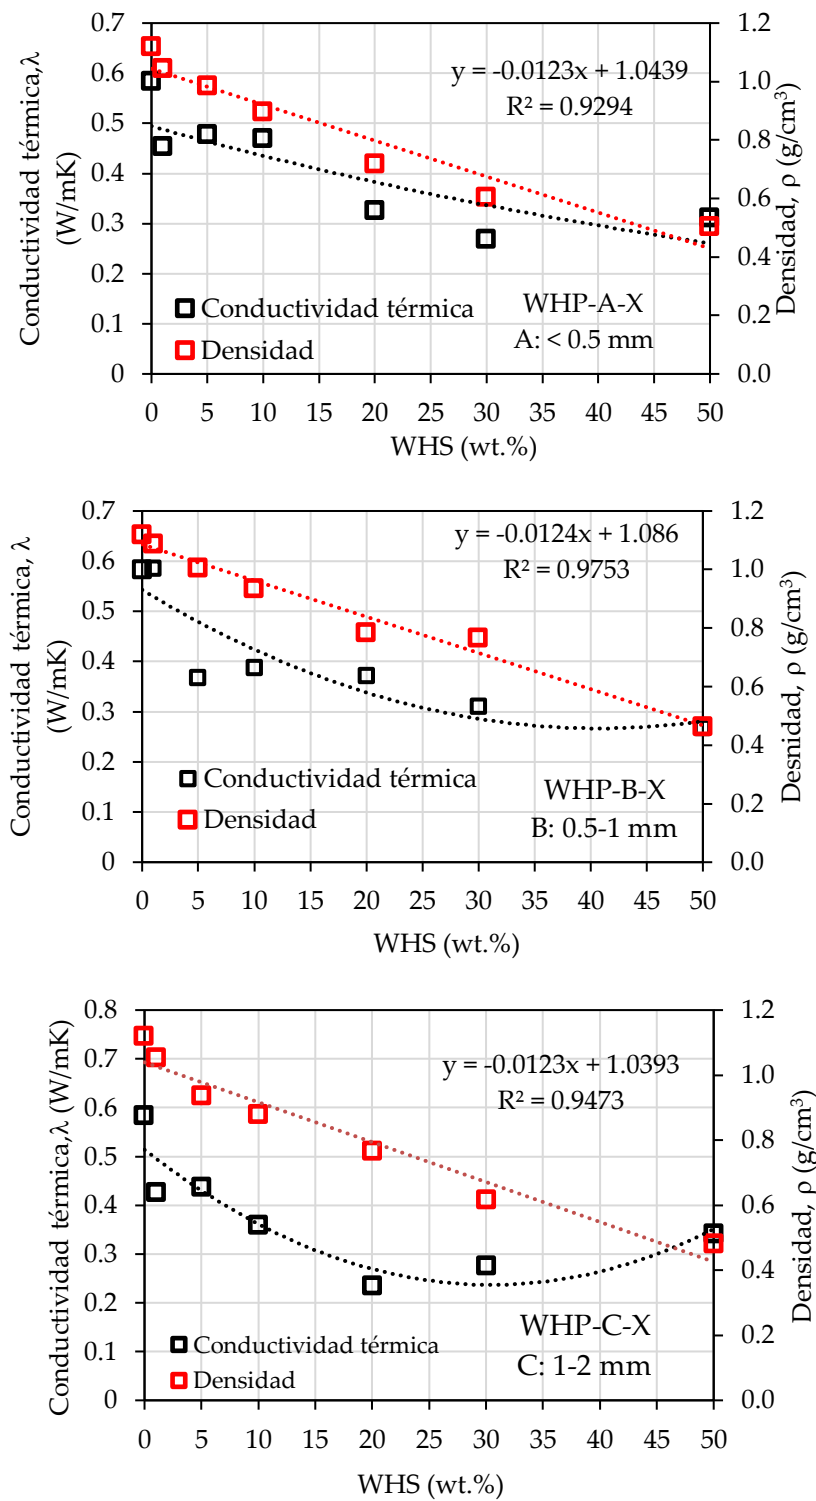 0.7
0.6
0.5
0.4
0.3
0.2
0.1
0
Conductividad térmica,λ
(W/mK)
1.2
1.0
0.8
0.6
0.4
0.2
0.0
Densidad, ρ (g/cm³)
y = -0.0123x + 1.0439
R² = 0.9294
Conductividad térmica
Densidad
WHP-A-X
A: < 0.5 mm
0 5 10 15 20 25 30 35 40 45 50
WHS (wt.%)
0.7
0.6
0.5
0.4
0.3
0.2
0.1
0
Conductividad térmica, λ
(W/mK)
1.2
1.0
0.8
0.6
0.4
0.2
0.0
Desnidad, ρ (g/cm³)
y = -0.0124x + 1.086
R² = 0.9753
Conductividad térmica
Densidad
WHP-B-X
B: 0.5-1 mm
0 5 10 15 20 25 30 35 40 45 50
WHS (wt.%)
0.8
0.7
0.6
0.5
0.4
0.3
0.2
0.1
0
Conductividad térmica,λ (W/mK)
1.2
1.0
0.8
0.6
0.4
0.2
0.0
Densidad, ρ (g/cm³)
y = -0.0123x + 1.0393
R² = 0.9473
Conductividad térmica
Densidad
WHP-C-X
C: 1-2 mm
0 5 10 15 20 25 30 35 40 45 50
WHS (wt.%)